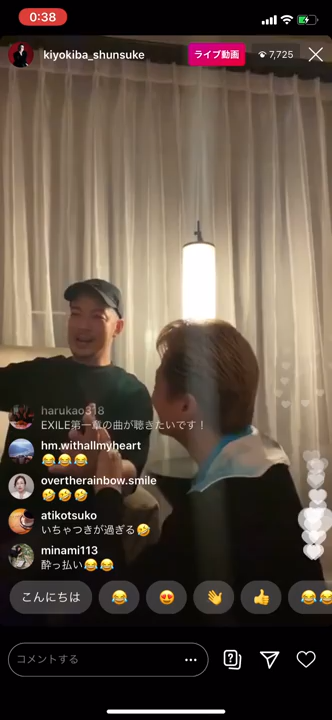 0:38
kiyokiba_shunsuke
ライブ動画
7,725
harukao318
EXILE第一章の曲が聴きたいです！
hm.withallmyheart
😂😂😂
overtherainbow.smile
🤣🤣🤣
atikotsuko
いちゃつきが過ぎる🤣
minami113
酔っ払い😂😂
こんにちは 😂 😍 👋 👍 😂😂
コメントする